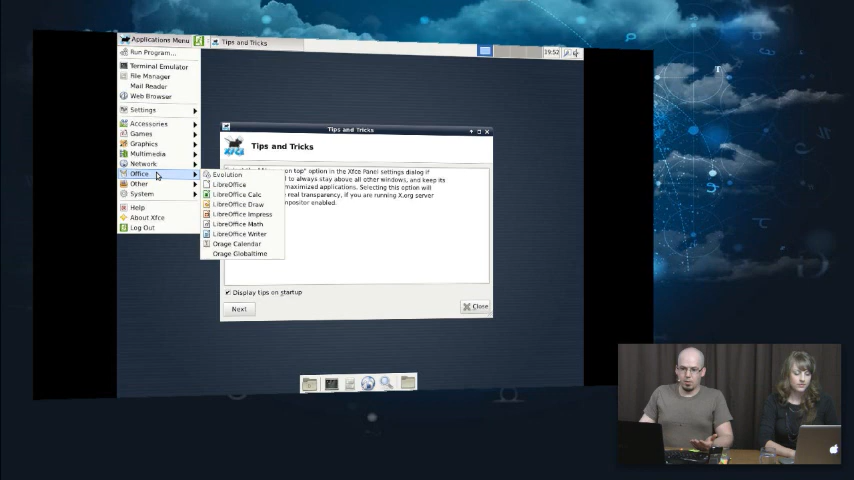 Applications Menu
Tips and Tricks
19:52
Run Program...
Terminal Emulator
File Manager
Mail Reader
Web Browser
Settings
Accessories
Games
Graphics
Multimedia
Network
Office
Other
System
Help
About Xfce
Log Out
Evolution
LibreOffice
LibreOffice Calc
LibreOffice Draw
LibreOffice Impress
LibreOffice Math
LibreOffice Writer
Orage Calendar
Orage Globaltime
Tips and Tricks
Tips and Tricks
on top" option in the Xfce Panel settings dialog if
to always stay above all other windows, and keep its
maximized applications. Selecting this option will
real transparency, if you are running X.org server
ompositor enabled.
Display tips on startup
Next
Close